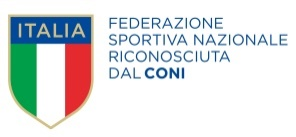 ITALIA
FEDERAZIONE
SPORTIVA NAZIONALE
RICONOSCIUTA
DAL CONI